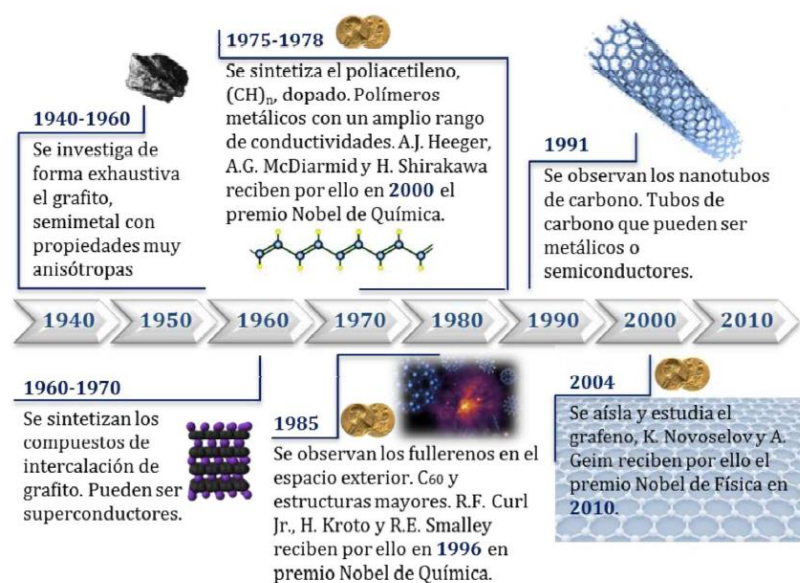 1975-1978
Se sintetiza el poliacetileno,
(CH)n, dopado. Polímeros
metálicos con un amplio rango
de conductividades. A.J. Heeger,
A.G. McDiarmid y H. Shirakawa
reciben por ello en 2000 el
premio Nobel de Química.
1940-1960
Se investiga de
forma exhaustiva
el grafito,
semimetal con
propiedades muy
anisótropas
1991
Se observan los nanotubos
de carbono. Tubos de
carbono que pueden ser
metálicos o
semiconductores.
1940 1950 1960 1970 1980 1990 2000 2010
1960-1970
Se sintetizan los
compuestos de
intercalación de
grafito. Pueden ser
superconductores.
1985
Se observan los fullerenos en el
espacio exterior. C60 y
estructuras mayores. R.F. Curl
Jr., H. Kroto y R.E. Smalley
reciben por ello en 1996 en
premio Nobel de Química.
2004
Se aísla y estudia el
grafeno, K. Novoselov y A.
Geim reciben por ello el
premio Nobel de Física en
2010.